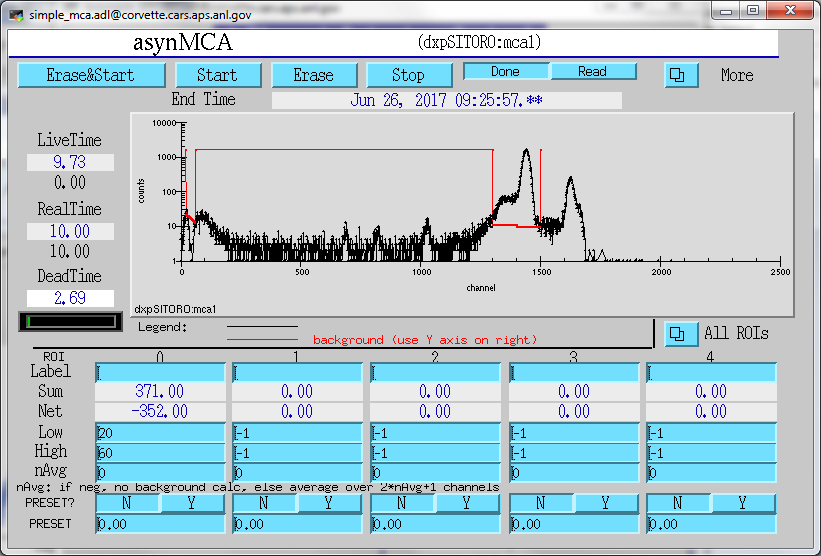 simple_mca.adl@corvette.cars.aps.anl.gov
asynMCA (dxpSITORO:mca1)
Erase&Start Start Erase Stop Done Read More
End Time Jun 26, 2017 09:25:57.**
LiveTime
9.73
0.00
RealTime
10.00
10.00
DeadTime
2.69
10000
1000
100
10
1
counts
0 500 1000 1500 2000 2500
channel
dxpSITORO:mca1
Legend:
background (use Y axis on right)
All ROIs
ROI 0 1 2 3 4
Label
Sum 371.00 0.00 0.00 0.00 0.00
Net -352.00 0.00 0.00 0.00 0.00
Low 20 -1 -1 -1 -1
High 60 -1 -1 -1 -1
nAvg 0 0 0 0 0
nAvg: if neg, no background calc, else average over 2*nAvg+1 channels
PRESET? N Y N Y N Y N Y N Y
PRESET 0.00 0.00 0.00 0.00 0.00